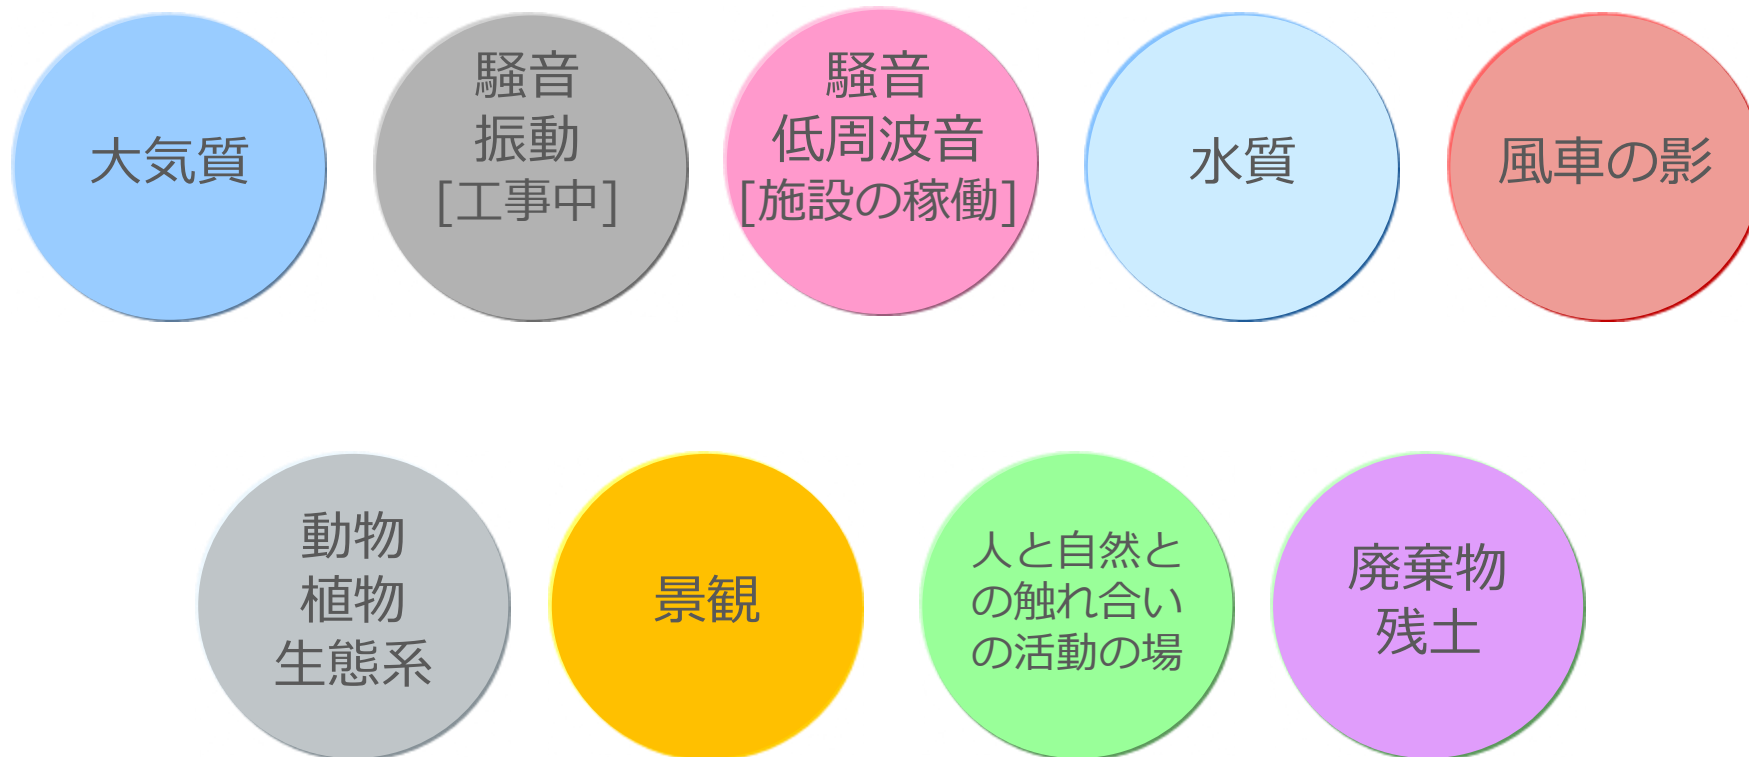 大気質
騒音
振動
[工事中]
騒音
低周波音
[施設の稼働]
水質
風車の影
動物
植物
生態系
景観
人と自然と
の触れ合い
の活動の場
廃棄物
残土